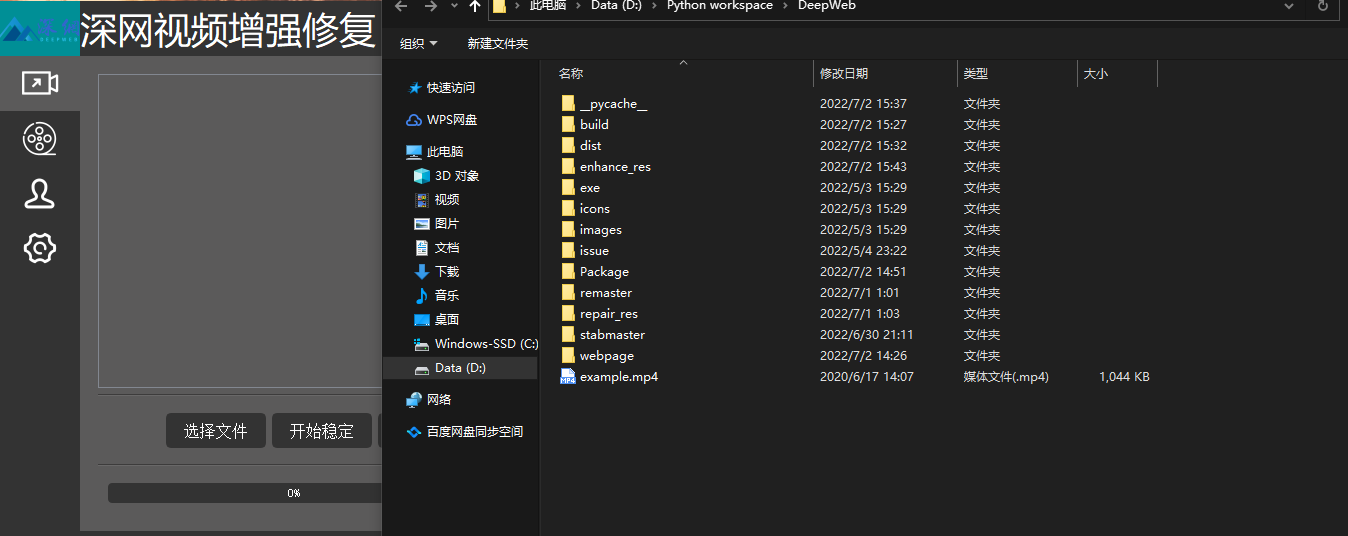 深网视频增强修复
选择文件
开始稳定
0%
此电脑 Data (D:) Python workspace DeepWeb
组织 新建文件夹
快速访问
WPS网盘
此电脑
3D 对象
视频
图片
文档
下载
音乐
桌面
Windows-SSD (C:)
Data (D:)
网络
百度网盘同步空间
名称 修改日期 类型 大小
__pycache__ 2022/7/2 15:37 文件夹
build 2022/7/2 15:27 文件夹
dist 2022/7/2 15:32 文件夹
enhance_res 2022/7/2 15:43 文件夹
exe 2022/5/3 15:29 文件夹
icons 2022/5/3 15:29 文件夹
images 2022/5/3 15:29 文件夹
issue 2022/5/4 23:22 文件夹
Package 2022/7/2 14:51 文件夹
remaster 2022/7/1 1:01 文件夹
repair_res 2022/7/1 1:03 文件夹
stabmaster 2022/6/30 21:11 文件夹
webpage 2022/7/2 14:26 文件夹
example.mp4 2020/6/17 14:07 媒体文件(.mp4) 1,044 KB
MP4